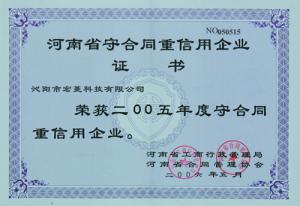 NO050515
河南省守合同重信用企业
证 书
沁阳市宏菱科技有限公司
荣获二00五年度守合同
重信用企业。
河南省工商行政管理局
河南省合同管理协会
二00六年五月